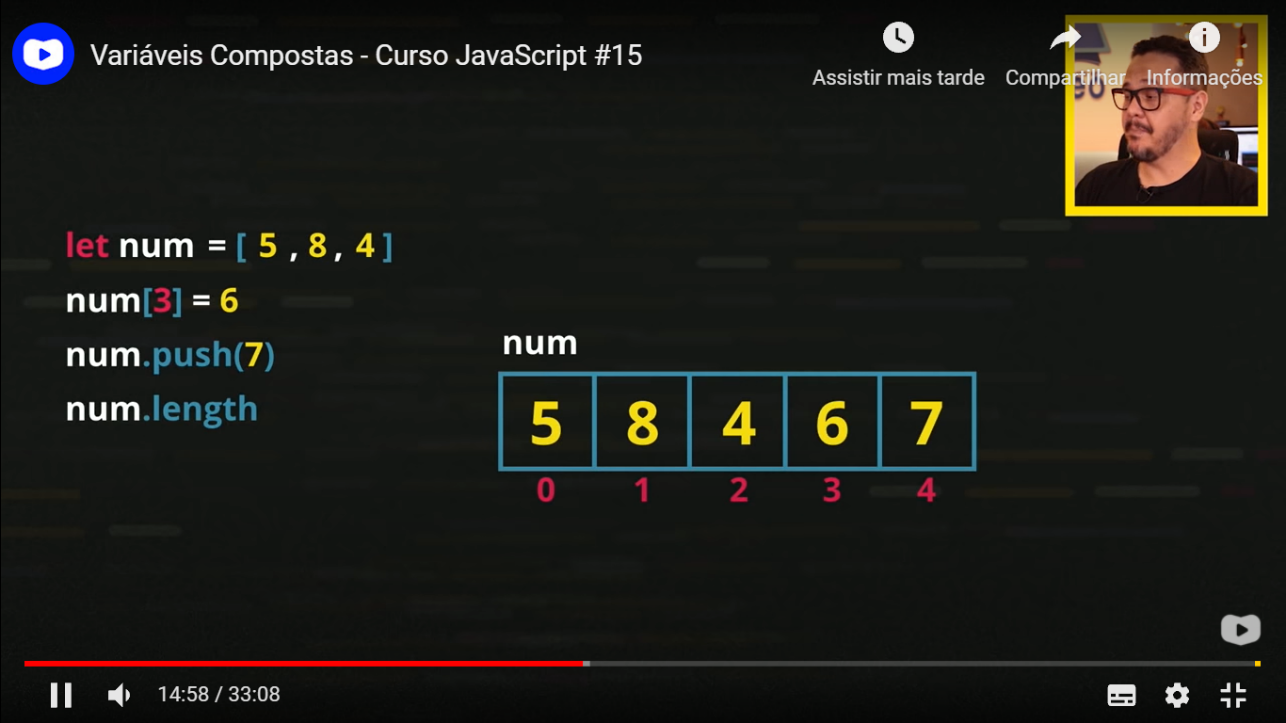 Variáveis Compostas - Curso JavaScript #15
Assistir mais tarde
Compartilhar
Informações
let num = [ 5 , 8 , 4 ]
num[3] = 6
num.push(7)
num.length
num
5 8 4 6 7
0 1 2 3 4
14:58 / 33:08